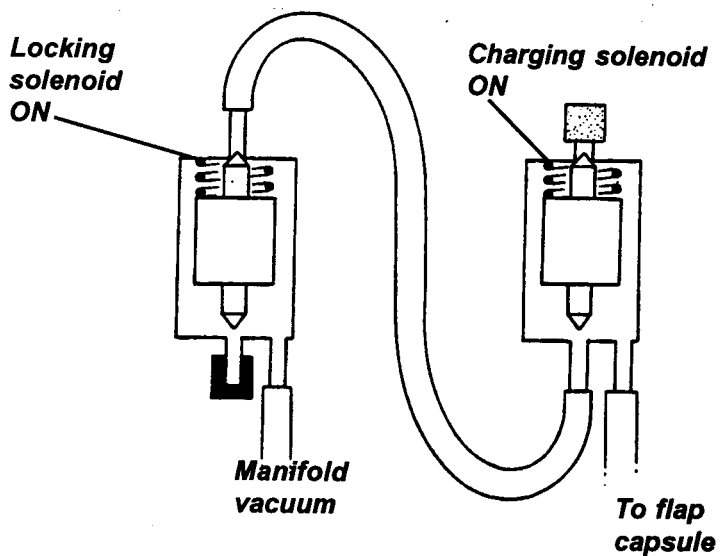 Locking
solenoid
ON
Charging solenoid
ON
Manifold
vacuum
To flap
capsule